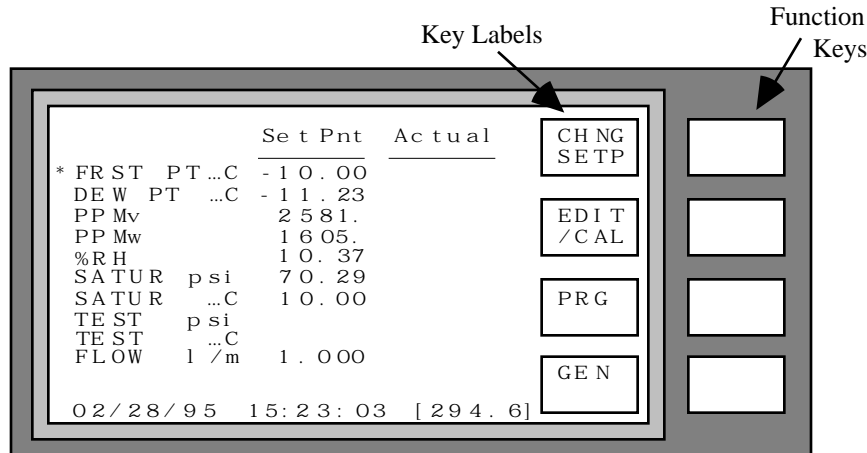 Function
Keys
Key Labels
SetPnt Actual
* FRST PT…C -10.00
DEW PT …C -11.23
PPMv 2581.
PPMw 1605.
%RH 10.37
SATUR psi 70.29
SATUR …C 10.00
TEST psi
TEST …C
FLOW l/m 1.000
02/28/95 15:23:03 [294.6]
CHNG
SETP
EDIT
/CAL
PRG
GEN